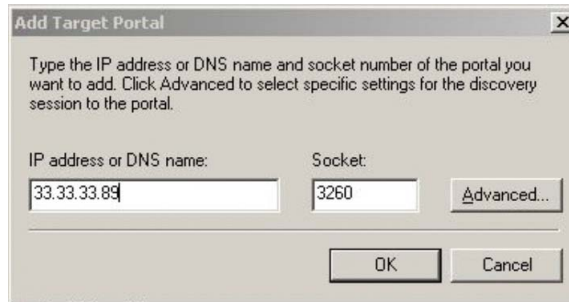 Add Target Portal
Type the IP address or DNS name and socket number of the portal you
want to add. Click Advanced to select specific settings for the discovery
session to the portal.
IP address or DNS name:
Socket:
33.33.33.89
3260
Advanced...
OK
Cancel